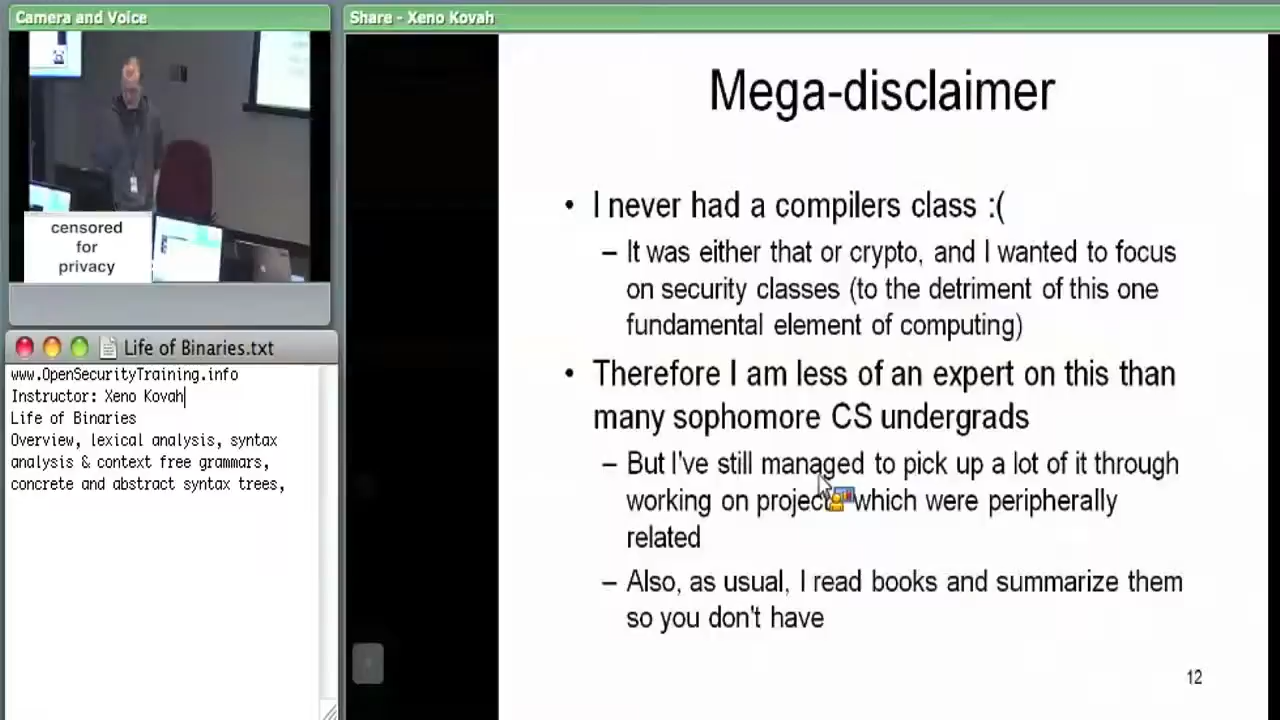 Camera and Voice
censored
for
privacy
Life of Binaries.txt
www.OpenSecurityTraining.info
Instructor: Xeno Kovah
Life of Binaries
Overview, lexical analysis, syntax
analysis & context free grammars,
concrete and abstract syntax trees,
Share - Xeno Kovah
Mega-disclaimer
• I never had a compilers class :(
– It was either that or crypto, and I wanted to focus
on security classes (to the detriment of this one
fundamental element of computing)
• Therefore I am less of an expert on this than
many sophomore CS undergrads
– But I've still managed to pick up a lot of it through
working on project which were peripherally
related
– Also, as usual, I read books and summarize them
so you don't have
12